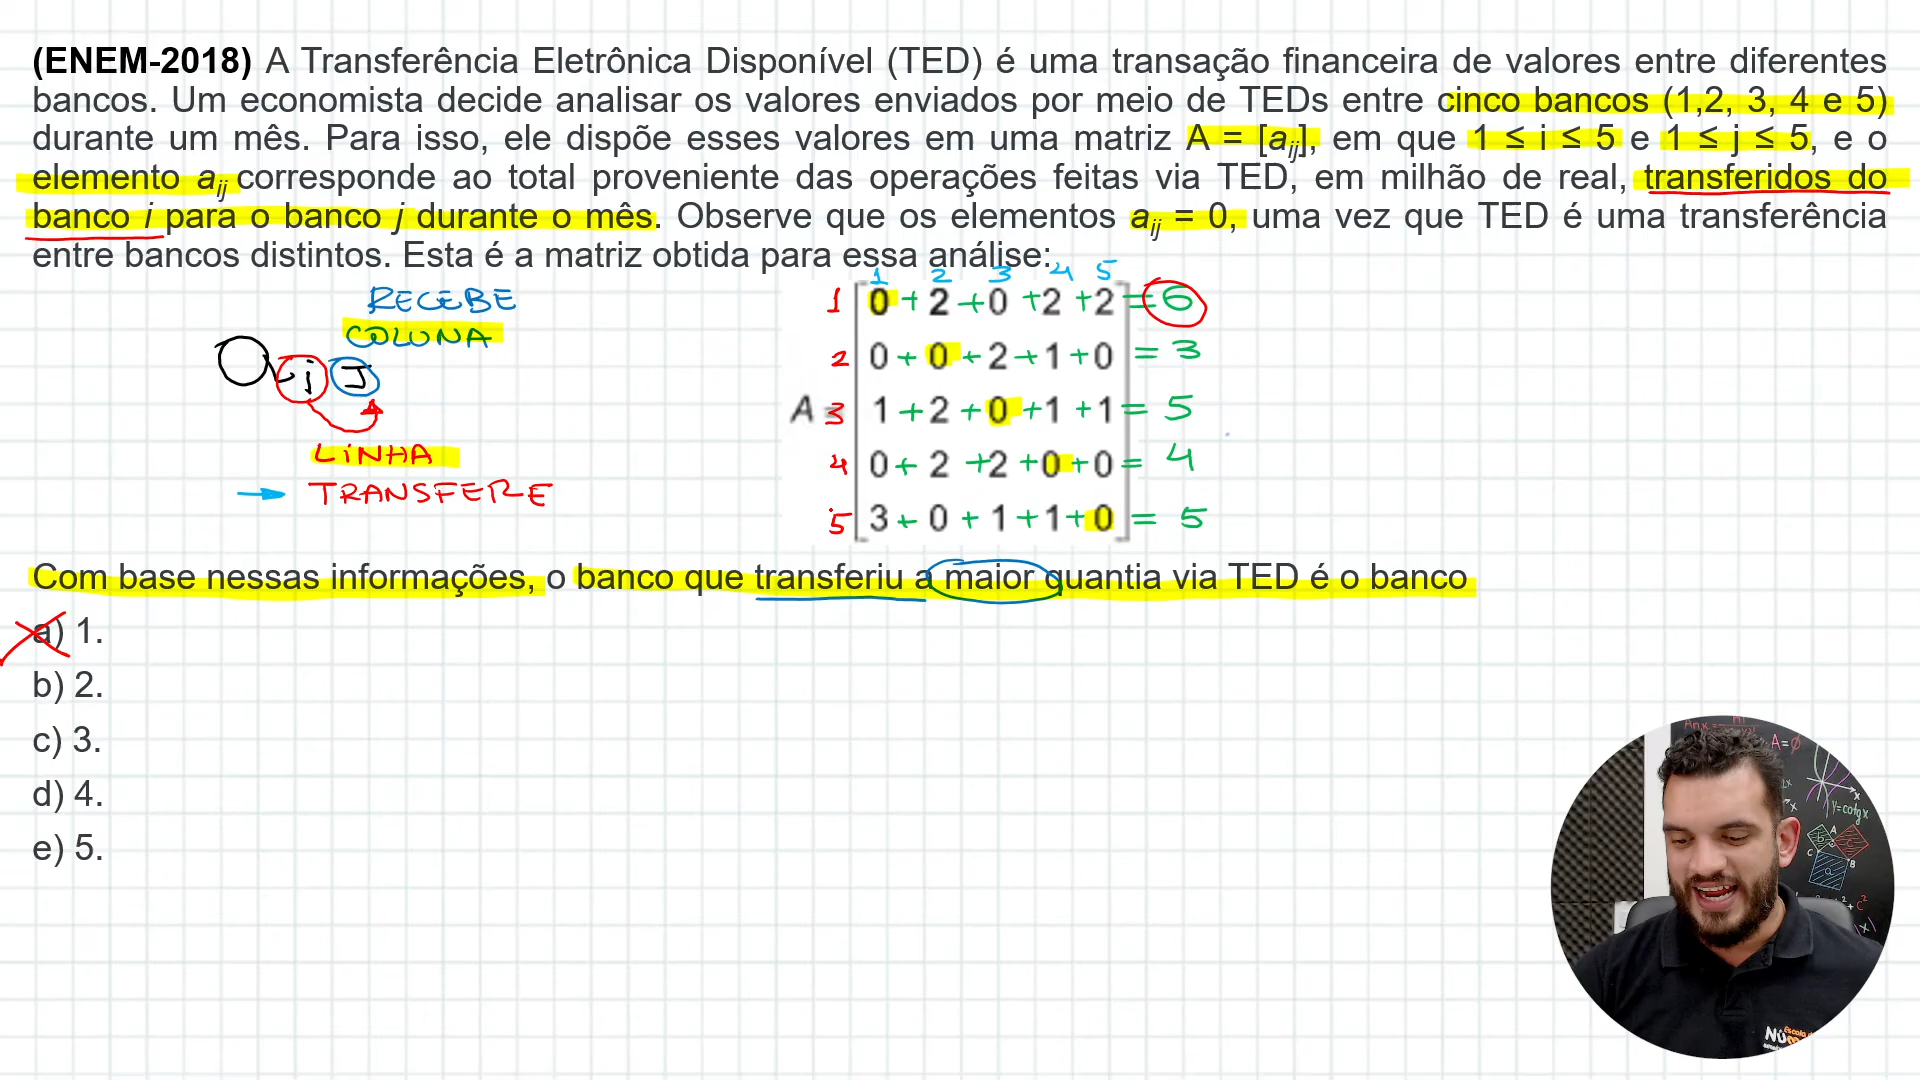 (ENEM-2018) A Transferência Eletrônica Disponível (TED) é uma transação financeira de valores entre diferentes
bancos. Um economista decide analisar os valores enviados por meio de TEDs entre cinco bancos (1,2, 3, 4 e 5)
durante um mês. Para isso, ele dispõe esses valores em uma matriz A = [aij], em que 1 ≤ i ≤ 5 e 1 ≤ j ≤ 5, e o
elemento aij corresponde ao total proveniente das operações feitas via TED, em milhão de real, transferidos do
banco i para o banco j durante o mês. Observe que os elementos aij = 0, uma vez que TED é uma transferência
entre bancos distintos. Esta é a matriz obtida para essa análise:
RECEBE
COLUNA
i J
LINHA
→ TRANSFERE
1 2 3 4 5
1 0 + 2 + 0 + 2 + 2 = 6
2 0 + 0 + 2 + 1 + 0 = 3
A = 3 1 + 2 + 0 + 1 + 1 = 5
4 0 + 2 + 2 + 0 + 0 = 4
5 3 + 0 + 1 + 1 + 0 = 5
Com base nessas informações, o banco que transferiu a maior quantia via TED é o banco
a) 1.
b) 2.
c) 3.
d) 4.
e) 5.
A=∅
y=cotgx
A
B
C
a